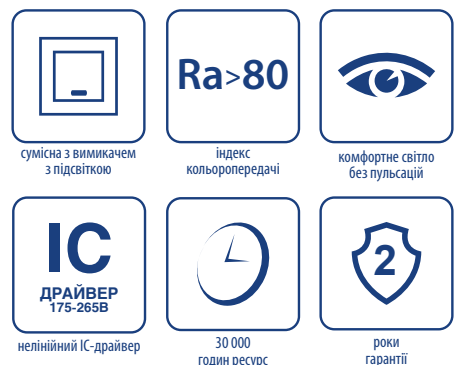 Ra>80
сумісна з вимикачем
з підсвіткою
індекс
кольоропередачі
комфортне світло
без пульсацій
IC
ДРАЙВЕР
175-265В
2
нелінійний IC-драйвер
30 000
годин ресурс
роки
гарантії